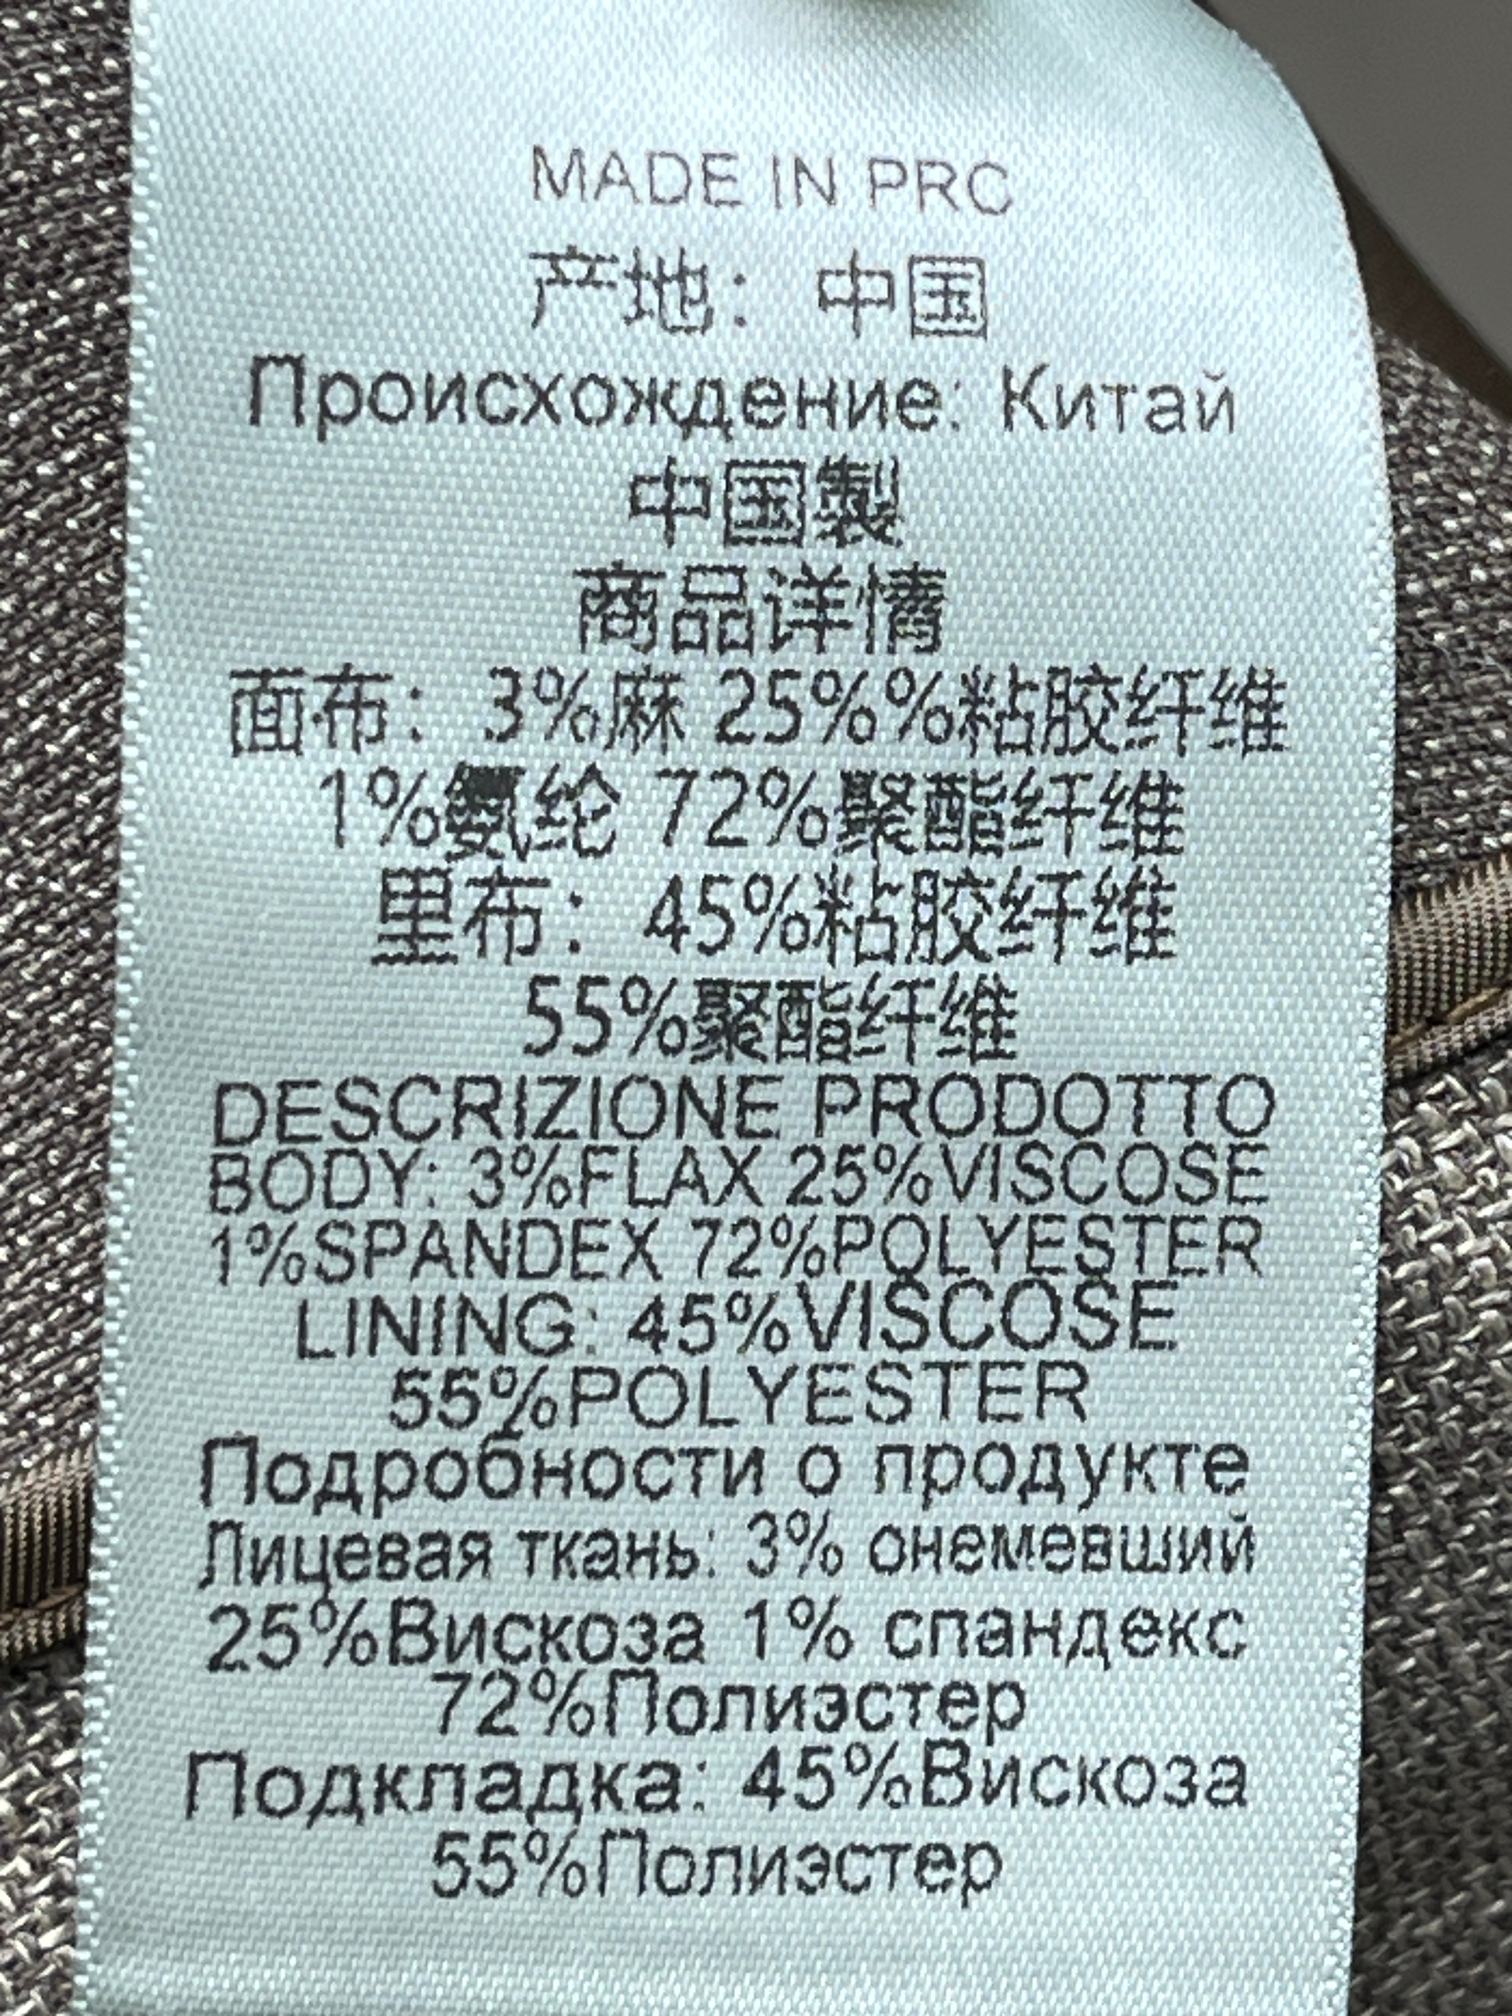 MADE IN PRC
产地：中国
Происхождение: Китай
中国製
商品详情
面布：3%麻 25%%粘胶纤维
1%氨纶 72%聚酯纤维
里布：45%粘胶纤维
55%聚酯纤维
DESCRIZIONE PRODOTTO
BODY: 3%FLAX 25%VISCOSE
1%SPANDEX 72%POLYESTER
LINING: 45%VISCOSE
55%POLYESTER
Подробности о продукте
Лицевая ткань: 3% онемевший
25%Вискоза 1% спандекс
72%Полиэстер
Подкладка: 45%Вискоза
55%Полиэстер